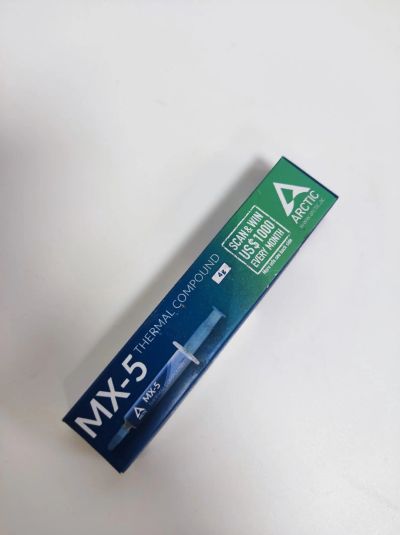 MX-5 THERMAL COMPOUND
4g
SCAN & WIN
US$1000
EVERY MONTH
ARCTIC
MX-5